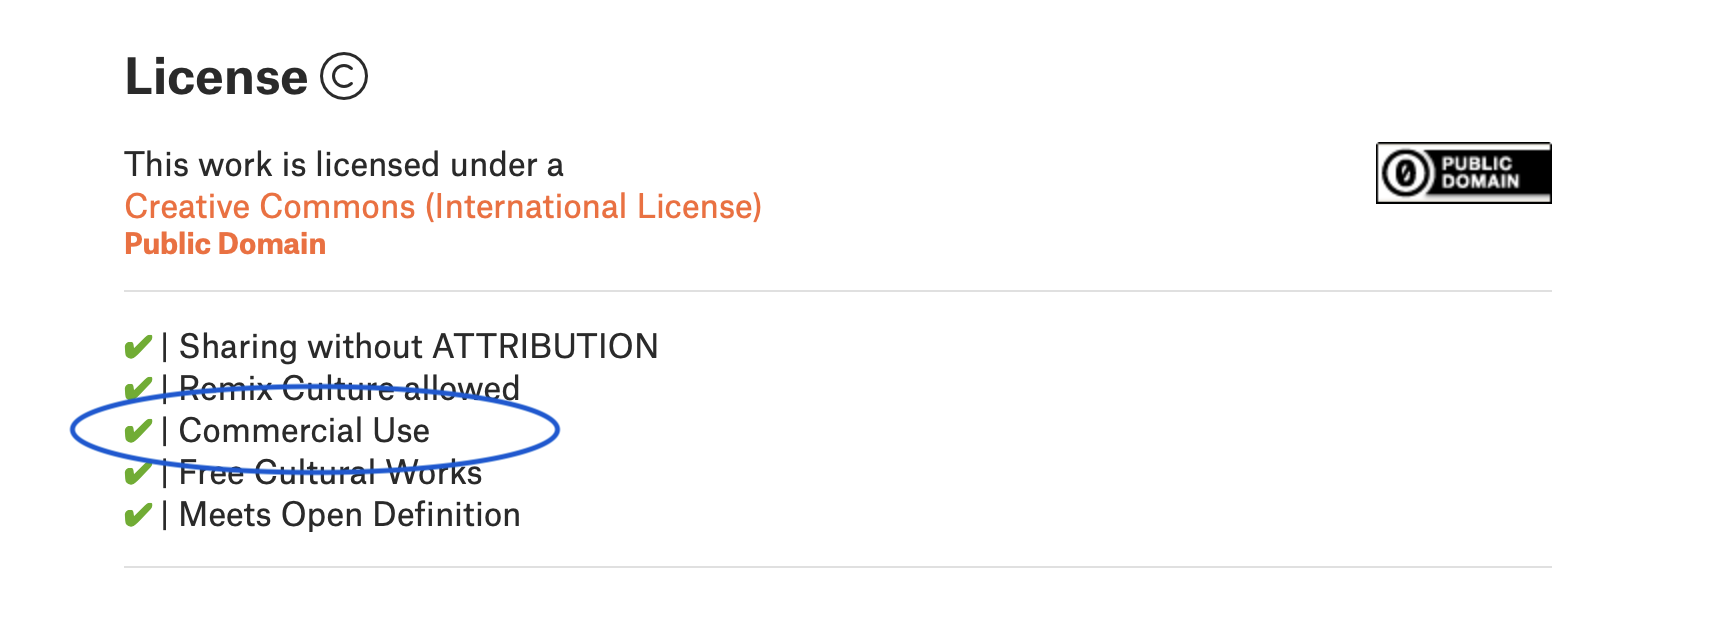 License ©
This work is licensed under a
Creative Commons (International License)
Public Domain
PUBLIC
DOMAIN
✔ | Sharing without ATTRIBUTION
✔ | Remix Culture allowed
✔ | Commercial Use
✔ | Free Cultural Works
✔ | Meets Open Definition